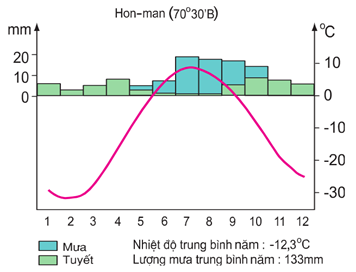 Hon-man (70°30'B)
mm
°C
20
10
0
10
0
-10
-20
-30
1 2 3 4 5 6 7 8 9 10 11 12
Mưa
Nhiệt độ trung bình năm : -12,3°C
Tuyết
Lượng mưa trung bình năm : 133mm